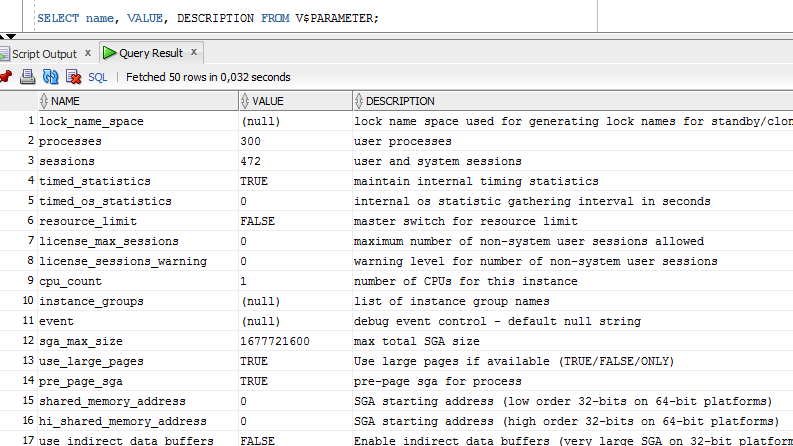 SELECT name, VALUE, DESCRIPTION FROM V$PARAMETER;
Script Output x Query Result x
SQL | Fetched 50 rows in 0,032 seconds
NAME VALUE DESCRIPTION
1 lock_name_space (null) lock name space used for generating lock names for standby/clon
2 processes 300 user processes
3 sessions 472 user and system sessions
4 timed_statistics TRUE maintain internal timing statistics
5 timed_os_statistics 0 internal os statistic gathering interval in seconds
6 resource_limit FALSE master switch for resource limit
7 license_max_sessions 0 maximum number of non-system user sessions allowed
8 license_sessions_warning 0 warning level for number of non-system user sessions
9 cpu_count 1 number of CPUs for this instance
10 instance_groups (null) list of instance group names
11 event (null) debug event control - default null string
12 sga_max_size 1677721600 max total SGA size
13 use_large_pages TRUE Use large pages if available (TRUE/FALSE/ONLY)
14 pre_page_sga TRUE pre-page sga for process
15 shared_memory_address 0 SGA starting address (low order 32-bits on 64-bit platforms)
16 hi_shared_memory_address 0 SGA starting address (high order 32-bits on 64-bit platforms)
17 use_indirect_data_buffers FALSE Enable indirect data buffers (very large SGA on 32-bit platform